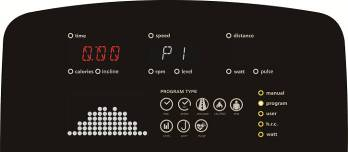 time speed distance
0:00 P1
calories incline rpm level watt pulse
PROGRAM TYPE
manual
program
user
h.r.c.
watt